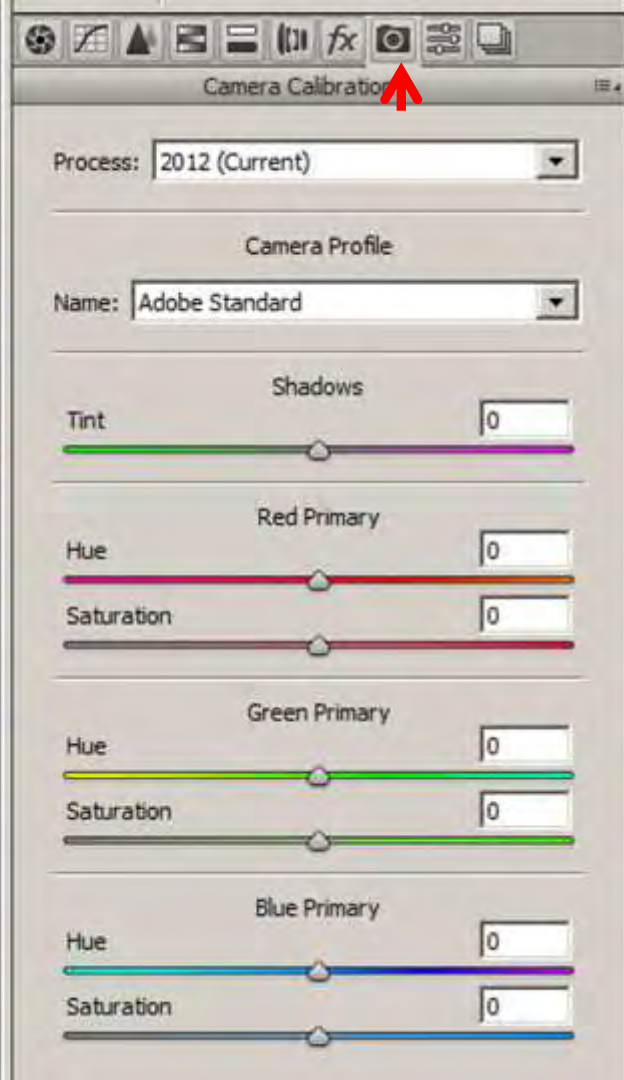 fx
Camera Calibration
Process: 2012 (Current)
Camera Profile
Name: Adobe Standard
Shadows
Tint 0
Red Primary
Hue 0
Saturation 0
Green Primary
Hue 0
Saturation 0
Blue Primary
Hue 0
Saturation 0